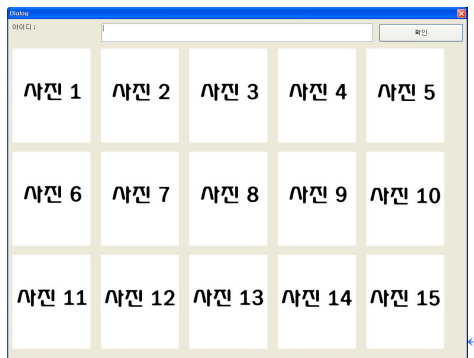 Dialog
아이디 : 확인
사진 1 사진 2 사진 3 사진 4 사진 5
사진 6 사진 7 사진 8 사진 9 사진 10
사진 11 사진 12 사진 13 사진 14 사진 15